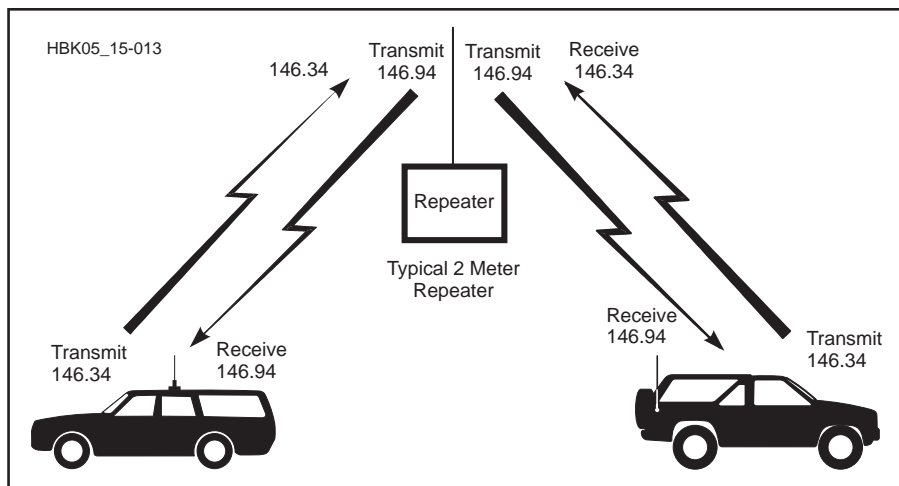 HBK05_15-013
146.34
Transmit
146.94
Transmit
146.94
Receive
146.34
Repeater
Typical 2 Meter
Repeater
Transmit
146.34
Receive
146.94
Receive
146.94
Transmit
146.34